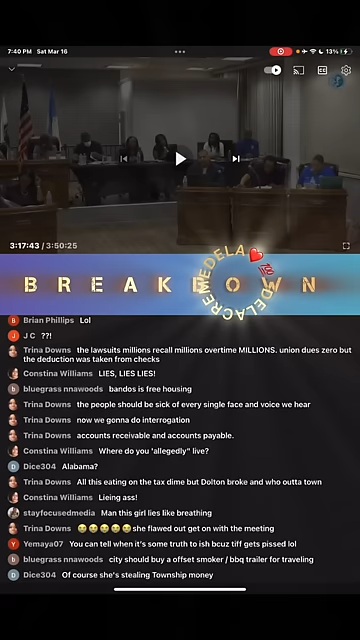 7:40 PM Sat Mar 16
13%
CC
3:17:43 / 3:50:25
BREAKDOWN
CREMEDELACREMEDELA
B Brian Phillips Lol
J J C ??!
Trina Downs the lawsuits millions recall millions overtime MILLIONS. union dues zero but
the deduction was taken from checks
Constina Williams LIES, LIES LIES!
b bluegrass nnawoods bandos is free housing
Trina Downs the people should be sick of every single face and voice we hear
Trina Downs now we gonna do interrogation
Trina Downs accounts receivable and accounts payable.
Constina Williams Where do you 'allegedly" live?
D Dice304 Alabama?
Trina Downs All this eating on the tax dime but Dolton broke and who outta town
Constina Williams Lieing ass!
stayfocusedmedia Man this girl lies like breathing
Trina Downs 😂😂😂😂😂she flawed out get on with the meeting
Y Yemaya07 You can tell when it's some truth to ish bcuz tiff gets pissed lol
b bluegrass nnawoods city should buy a offset smoker / bbq trailer for traveling
D Dice304 Of course she's stealing Township money